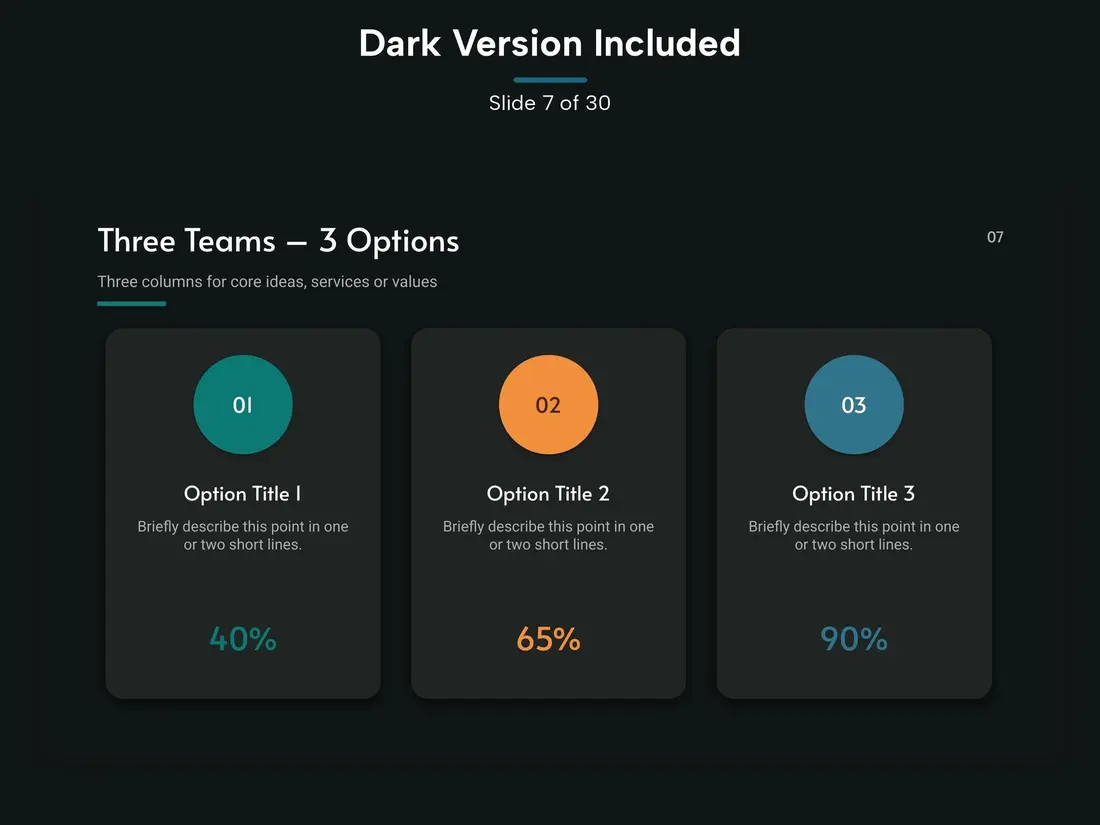 Dark Version Included
Slide 7 of 30
Three Teams – 3 Options
07
Three columns for core ideas, services or values
01
Option Title 1
Briefly describe this point in one
or two short lines.
40%
02
Option Title 2
Briefly describe this point in one
or two short lines.
65%
03
Option Title 3
Briefly describe this point in one
or two short lines.
90%